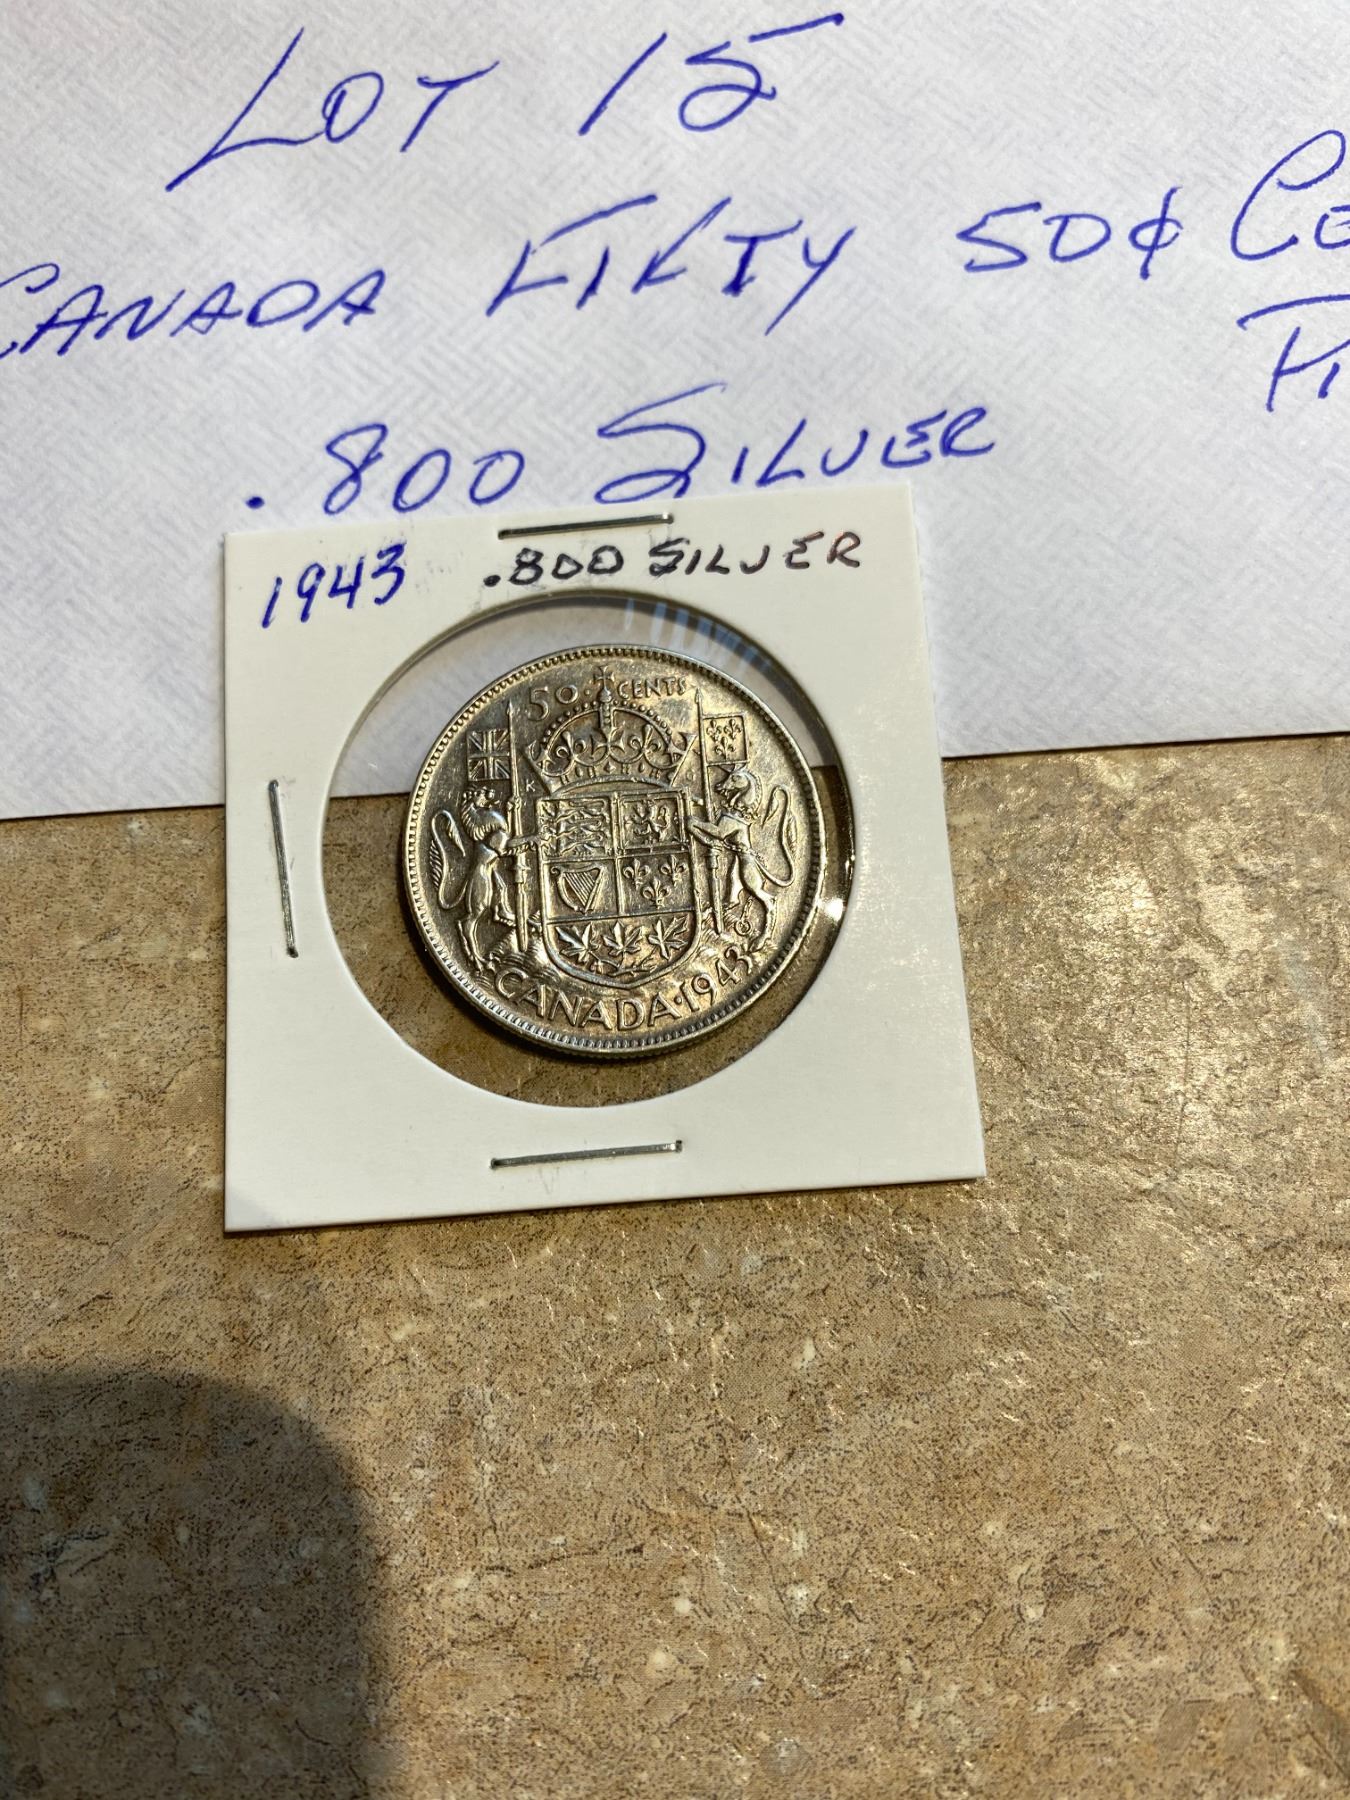 LOT 15
CANADA FIFTY 50¢
.800 SILVER
1943 .800 SILVER
50 CENTS
CANADA·1943